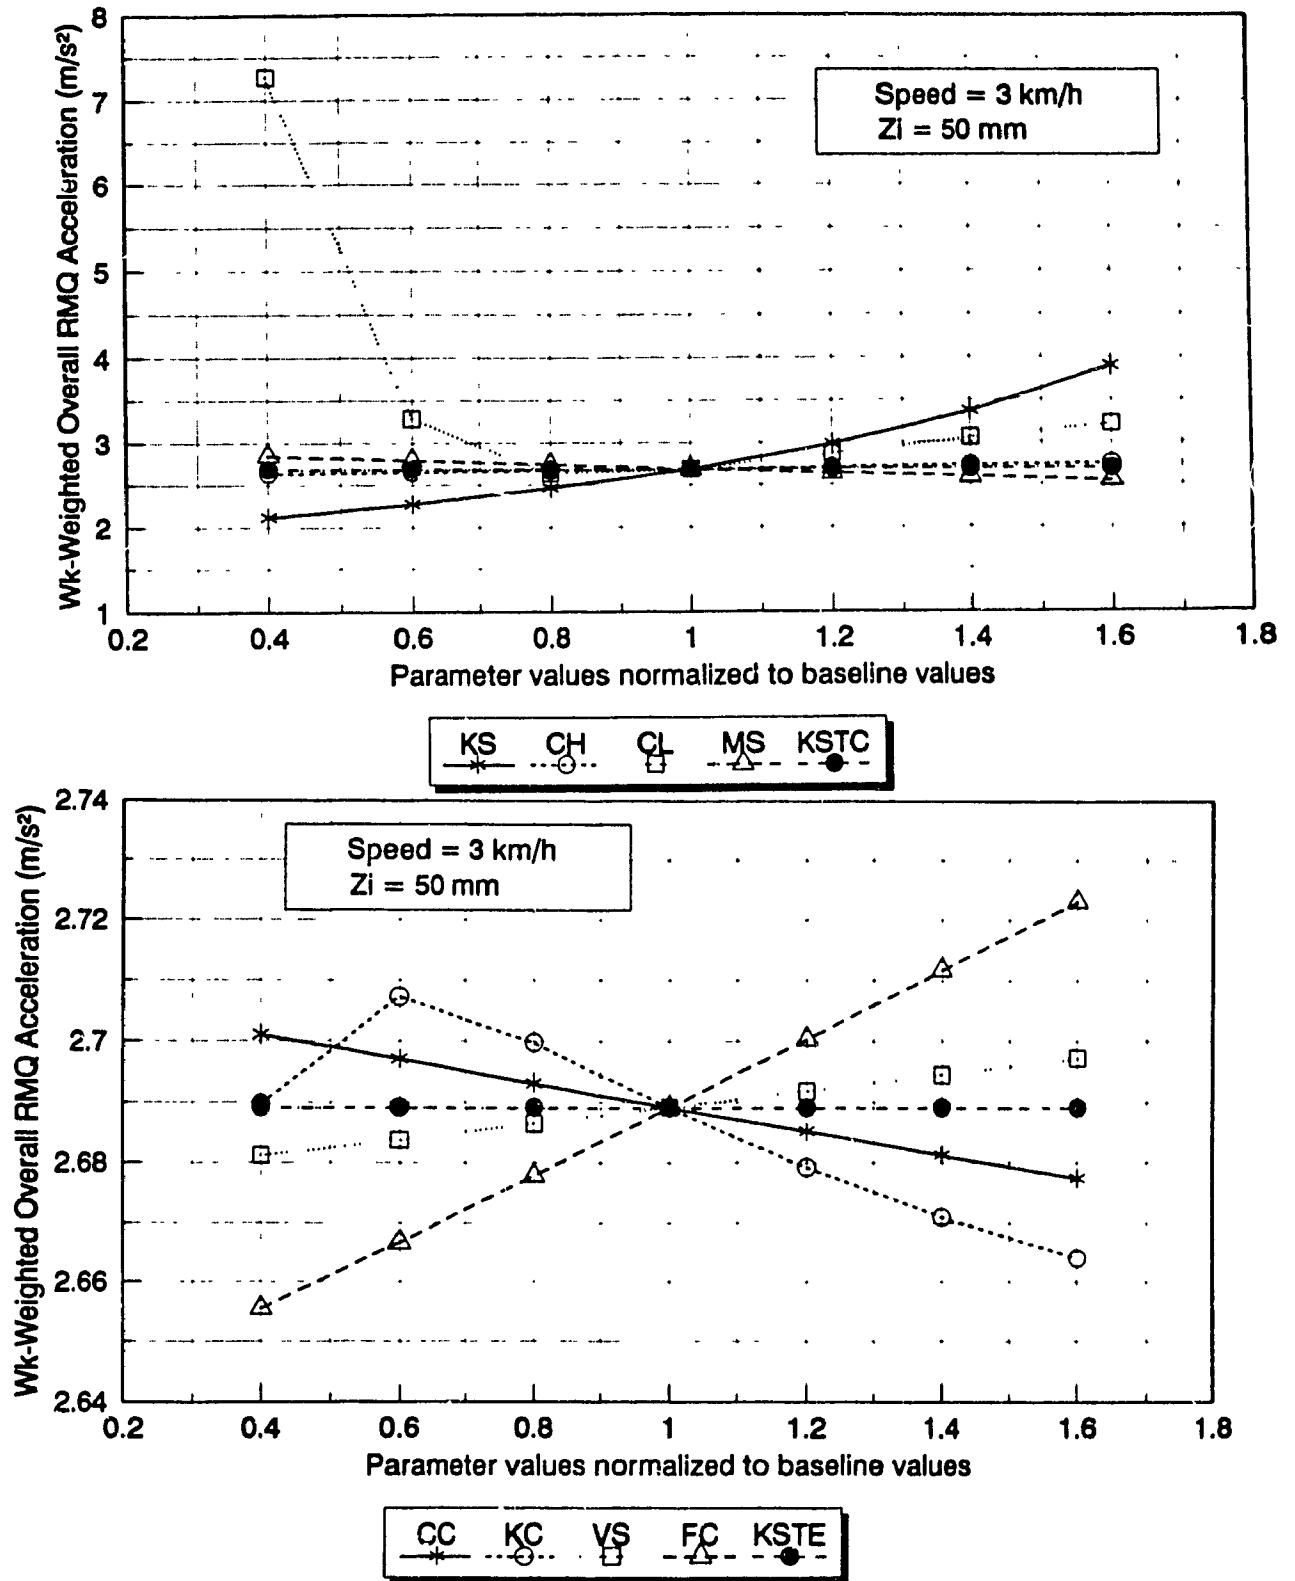 Wk-Weighted Overall RMQ Acceleration (m/s²)
8
7
6
5
4
3
2
1
Speed = 3 km/h
Zi = 50 mm
0.2 0.4 0.6 0.8 1 1.2 1.4 1.6 1.8
Parameter values normalized to baseline values
KS CH CL MS KSTC
Wk-Weighted Overall RMQ Acceleration (m/s²)
2.74
2.72
2.7
2.68
2.66
2.64
Speed = 3 km/h
Zi = 50 mm
0.2 0.4 0.6 0.8 1 1.2 1.4 1.6 1.8
Parameter values normalized to baseline values
CC KC VS FC KSTE